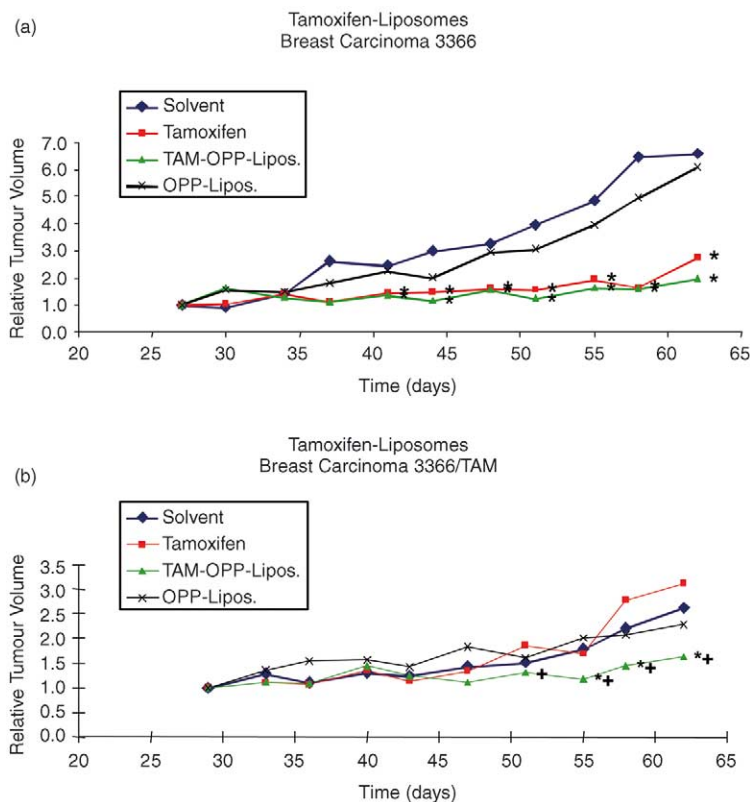 (a)
Tamoxifen-Liposomes
Breast Carcinoma 3366
Solvent
Tamoxifen
TAM-OPP-Lipos.
OPP-Lipos.
Relative Tumour Volume
7.0
6.0
5.0
4.0
3.0
2.0
1.0
0.0
20 25 30 35 40 45 50 55 60 65
Time (days)
* * * * * * * * * * * * *
(b)
Tamoxifen-Liposomes
Breast Carcinoma 3366/TAM
Solvent
Tamoxifen
TAM-OPP-Lipos.
OPP-Lipos.
Relative Tumour Volume
3.5
3.0
2.5
2.0
1.5
1.0
0.5
0.0
+ *+ *+ *+
20 25 30 35 40 45 50 55 60 65
Time (days)